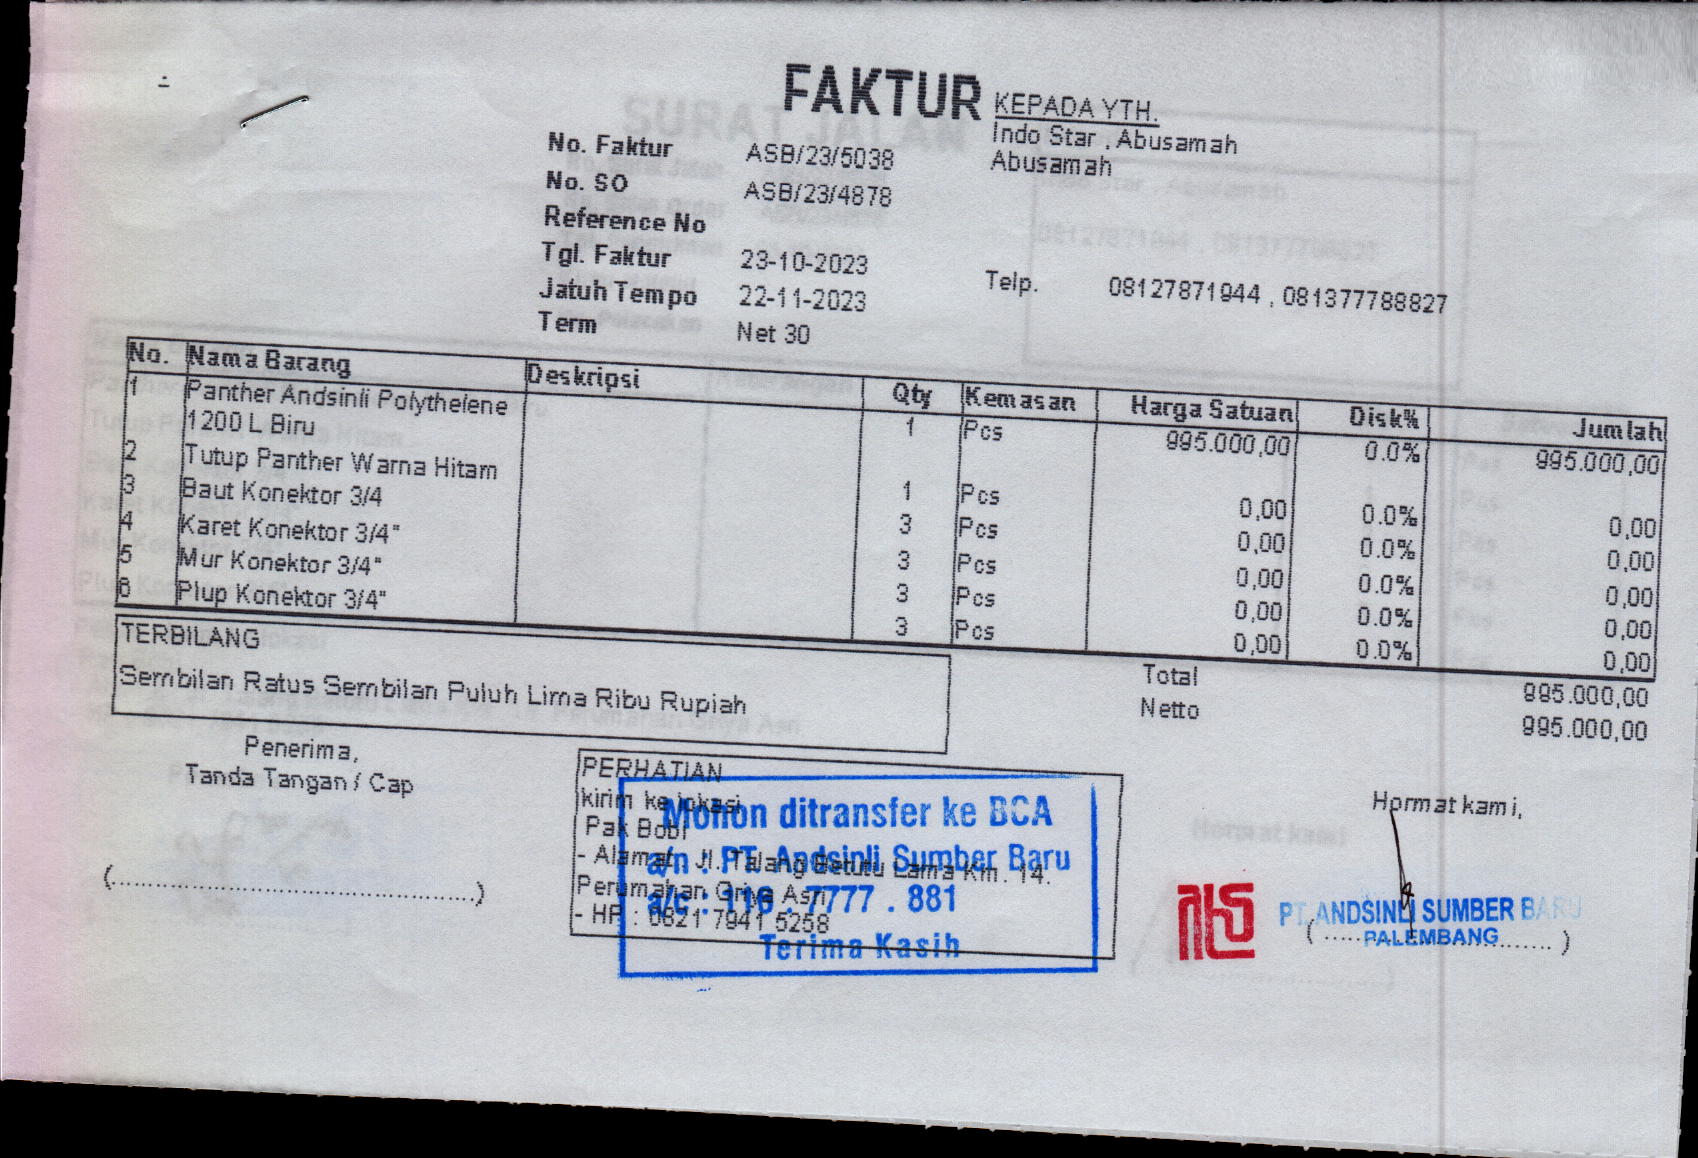 FAKTUR
KEPADA YTH.
Indo Star , Abusamah
Abusamah
No. Faktur ASB/23/5038
No. SO ASB/23/4878
Reference No
Tgl. Faktur 23-10-2023
Jatuh Tempo 22-11-2023
Term Net 30
Telp. 08127871944 , 081377788827
No. Nama Barang Deskripsi Qty Kemasan Harga Satuan Disk% Jumlah
1 Panther Andsinli Polythelene 1 Pcs 995.000,00 0.0% 995.000,00
1200 L Biru
2 Tutup Panther Warna Hitam 1 Pcs 0,00 0.0% 0,00
3 Baut Konektor 3/4 3 Pcs 0,00 0.0% 0,00
4 Karet Konektor 3/4" 3 Pcs 0,00 0.0% 0,00
5 Mur Konektor 3/4" 3 Pcs 0,00 0.0% 0,00
6 Plup Konektor 3/4" 3 Pcs 0,00 0.0% 0,00
TERBILANG
Sembilan Ratus Sembilan Puluh Lima Ribu Rupiah
Total 995.000,00
Netto 995.000,00
Penerima,
Tanda Tangan / Cap
(............................................)
PERHATIAN
kirim ke lokasi
Pak Bobi
- Alamat : Jl. Talang Betutu Lama Km. 14.
Perumahan Griya Asri
- HP : 0821 7941 5258
Mohon ditransfer ke BCA
a/n : PT. Andsinli Sumber Baru
a/c : 116 . 7777 . 881
Terima Kasih
Hormat kami,
PT. ANDSINLI SUMBER BARU
PALEMBANG
(............................)
SURAT JALAN